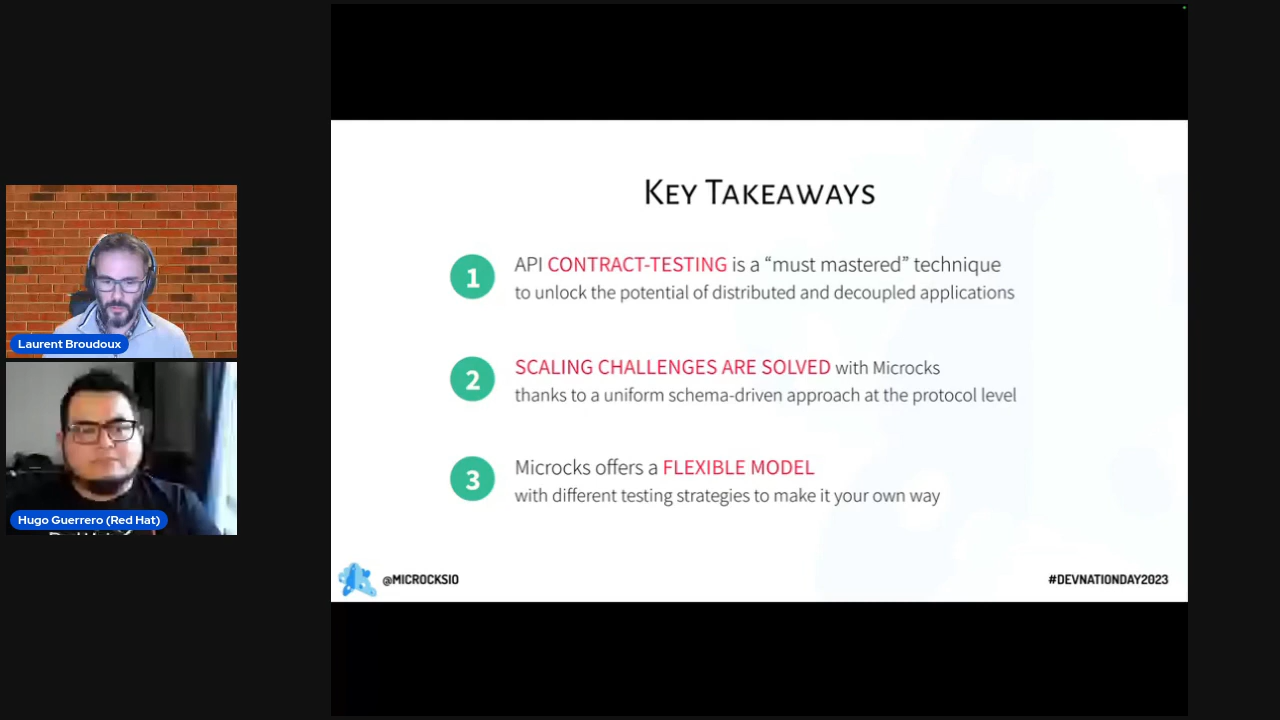 KEY TAKEAWAYS
1
API CONTRACT-TESTING is a “must mastered” technique
to unlock the potential of distributed and decoupled applications
2
SCALING CHALLENGES ARE SOLVED with Microcks
thanks to a uniform schema-driven approach at the protocol level
3
Microcks offers a FLEXIBLE MODEL
with different testing strategies to make it your own way
@MICROCKSIO
#DEVNATIONDAY2023
Laurent Broudoux
Hugo Guerrero (Red Hat)